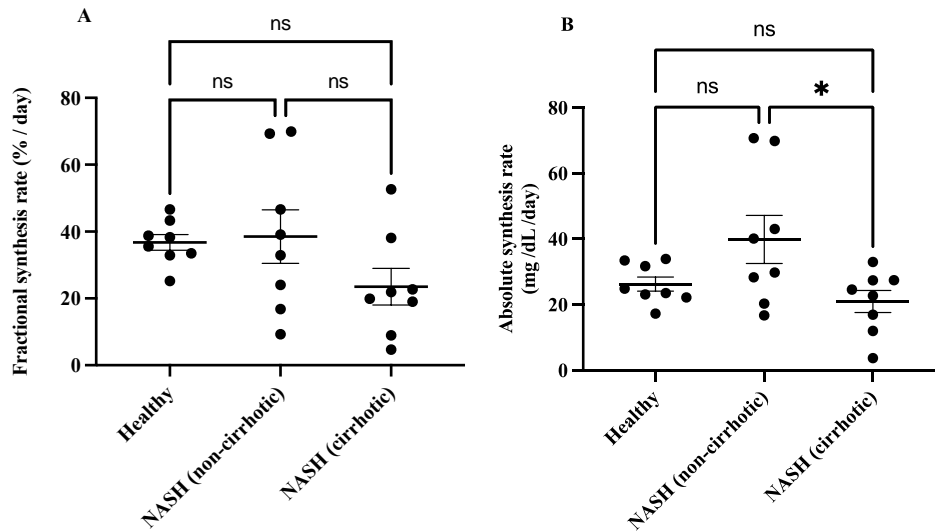 A
ns
ns
ns
Fractional synthesis rate (% / day)
80
60
40
20
0
Healthy
NASH (non-cirrhotic)
NASH (cirrhotic)
B
ns
ns
*
Absolute synthesis rate
(mg /dL /day)
80
60
40
20
0
Healthy
NASH (non-cirrhotic)
NASH (cirrhotic)